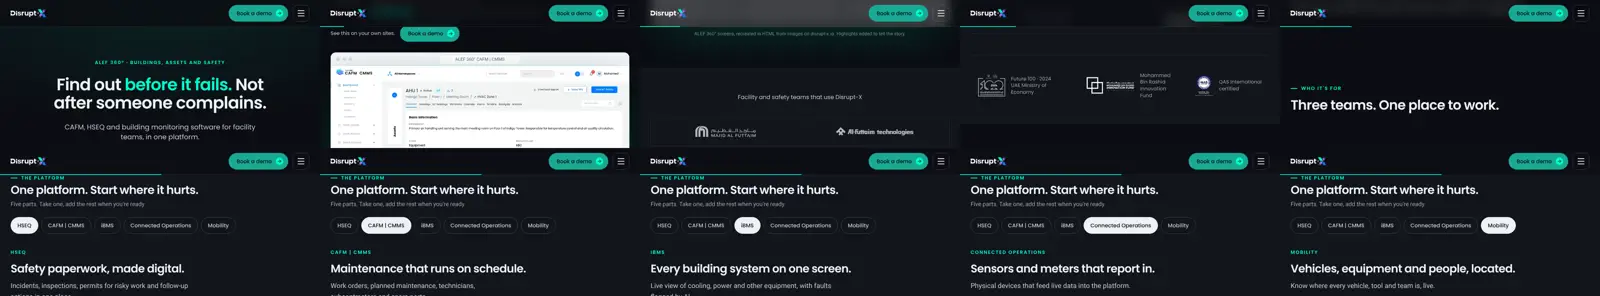 Disrupt-X
Book a demo
ALEF 360° · BUILDINGS, ASSETS AND SAFETY
Find out before it fails. Not
after someone complains.
CAFM, HSEQ and building monitoring software for facility
teams, in one platform.
Disrupt-X
Book a demo
See this on your own sites.
Book a demo
ALEF 360° CAFM | CMMS
CAFM | CMMS
AHU 1
Basic Information
Equipment
Disrupt-X
Book a demo
Facility and safety teams that use Disrupt-X
MAJID AL FUTTAIM
Al-Futtaim technologies
Disrupt-X
Book a demo
Future 100 · 2024
UAE Ministry of
Economy
Mohammed
Bin Rashid
Innovation
Fund
QAS International
certified
Disrupt-X
Book a demo
WHO IT'S FOR
Three teams. One place to work.
Disrupt-X
Book a demo
THE PLATFORM
One platform. Start where it hurts.
Five parts. Take one, add the rest when you're ready
HSEQ
CAFM | CMMS
iBMS
Connected Operations
Mobility
HSEQ
Safety paperwork, made digital.
Incidents, inspections, permits for risky work and follow-up
Disrupt-X
Book a demo
THE PLATFORM
One platform. Start where it hurts.
Five parts. Take one, add the rest when you're ready
HSEQ
CAFM | CMMS
iBMS
Connected Operations
Mobility
CAFM | CMMS
Maintenance that runs on schedule.
Work orders, planned maintenance, technicians,
Disrupt-X
Book a demo
THE PLATFORM
One platform. Start where it hurts.
Five parts. Take one, add the rest when you're ready
HSEQ
CAFM | CMMS
iBMS
Connected Operations
Mobility
IBMS
Every building system on one screen.
Live view of cooling, power and other equipment, with faults
Disrupt-X
Book a demo
THE PLATFORM
One platform. Start where it hurts.
Five parts. Take one, add the rest when you're ready
HSEQ
CAFM | CMMS
iBMS
Connected Operations
Mobility
CONNECTED OPERATIONS
Sensors and meters that report in.
Physical devices that feed live data into the platform.
Disrupt-X
Book a demo
THE PLATFORM
One platform. Start where it hurts.
Five parts. Take one, add the rest when you're ready
HSEQ
CAFM | CMMS
iBMS
Connected Operations
Mobility
MOBILITY
Vehicles, equipment and people, located.
Know where every vehicle, tool and team is, live.